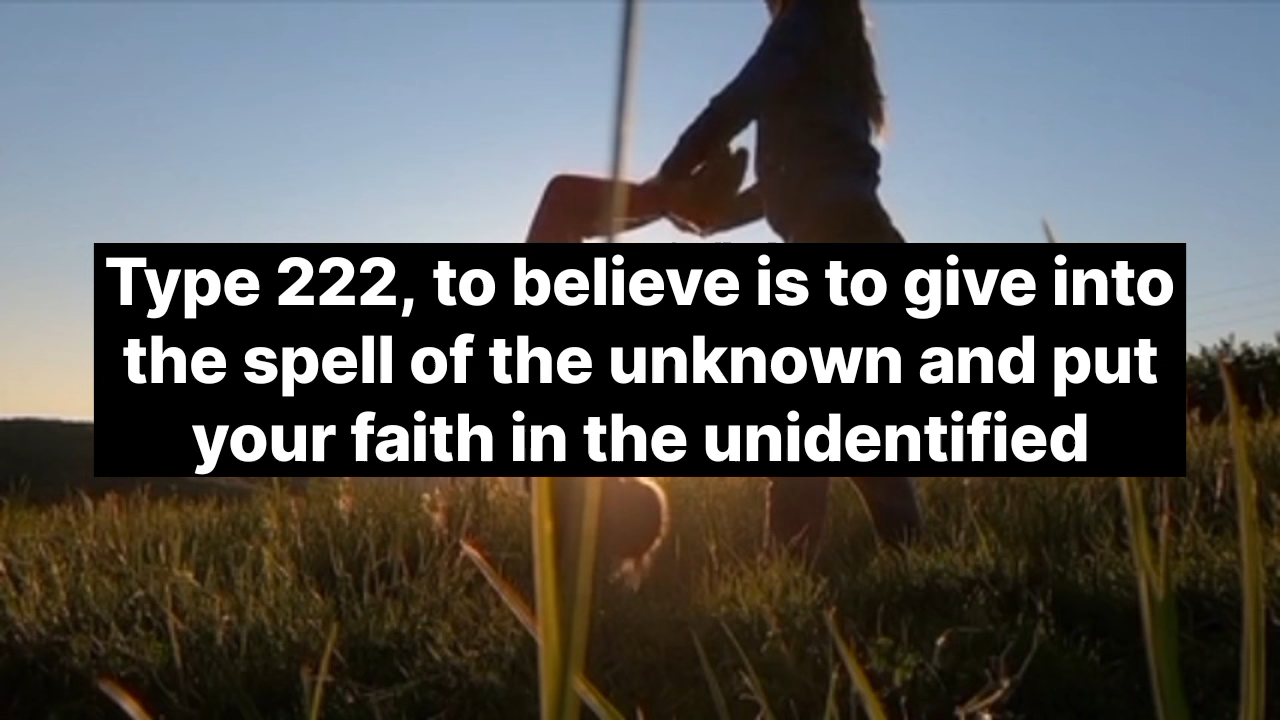 Type 222, to believe is to give into
the spell of the unknown and put
your faith in the unidentified